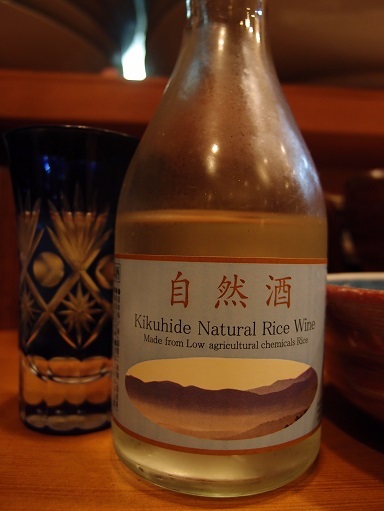 自然酒
Kikuhide Natural Rice Wine
Made from Low agricultural chemicals Rice